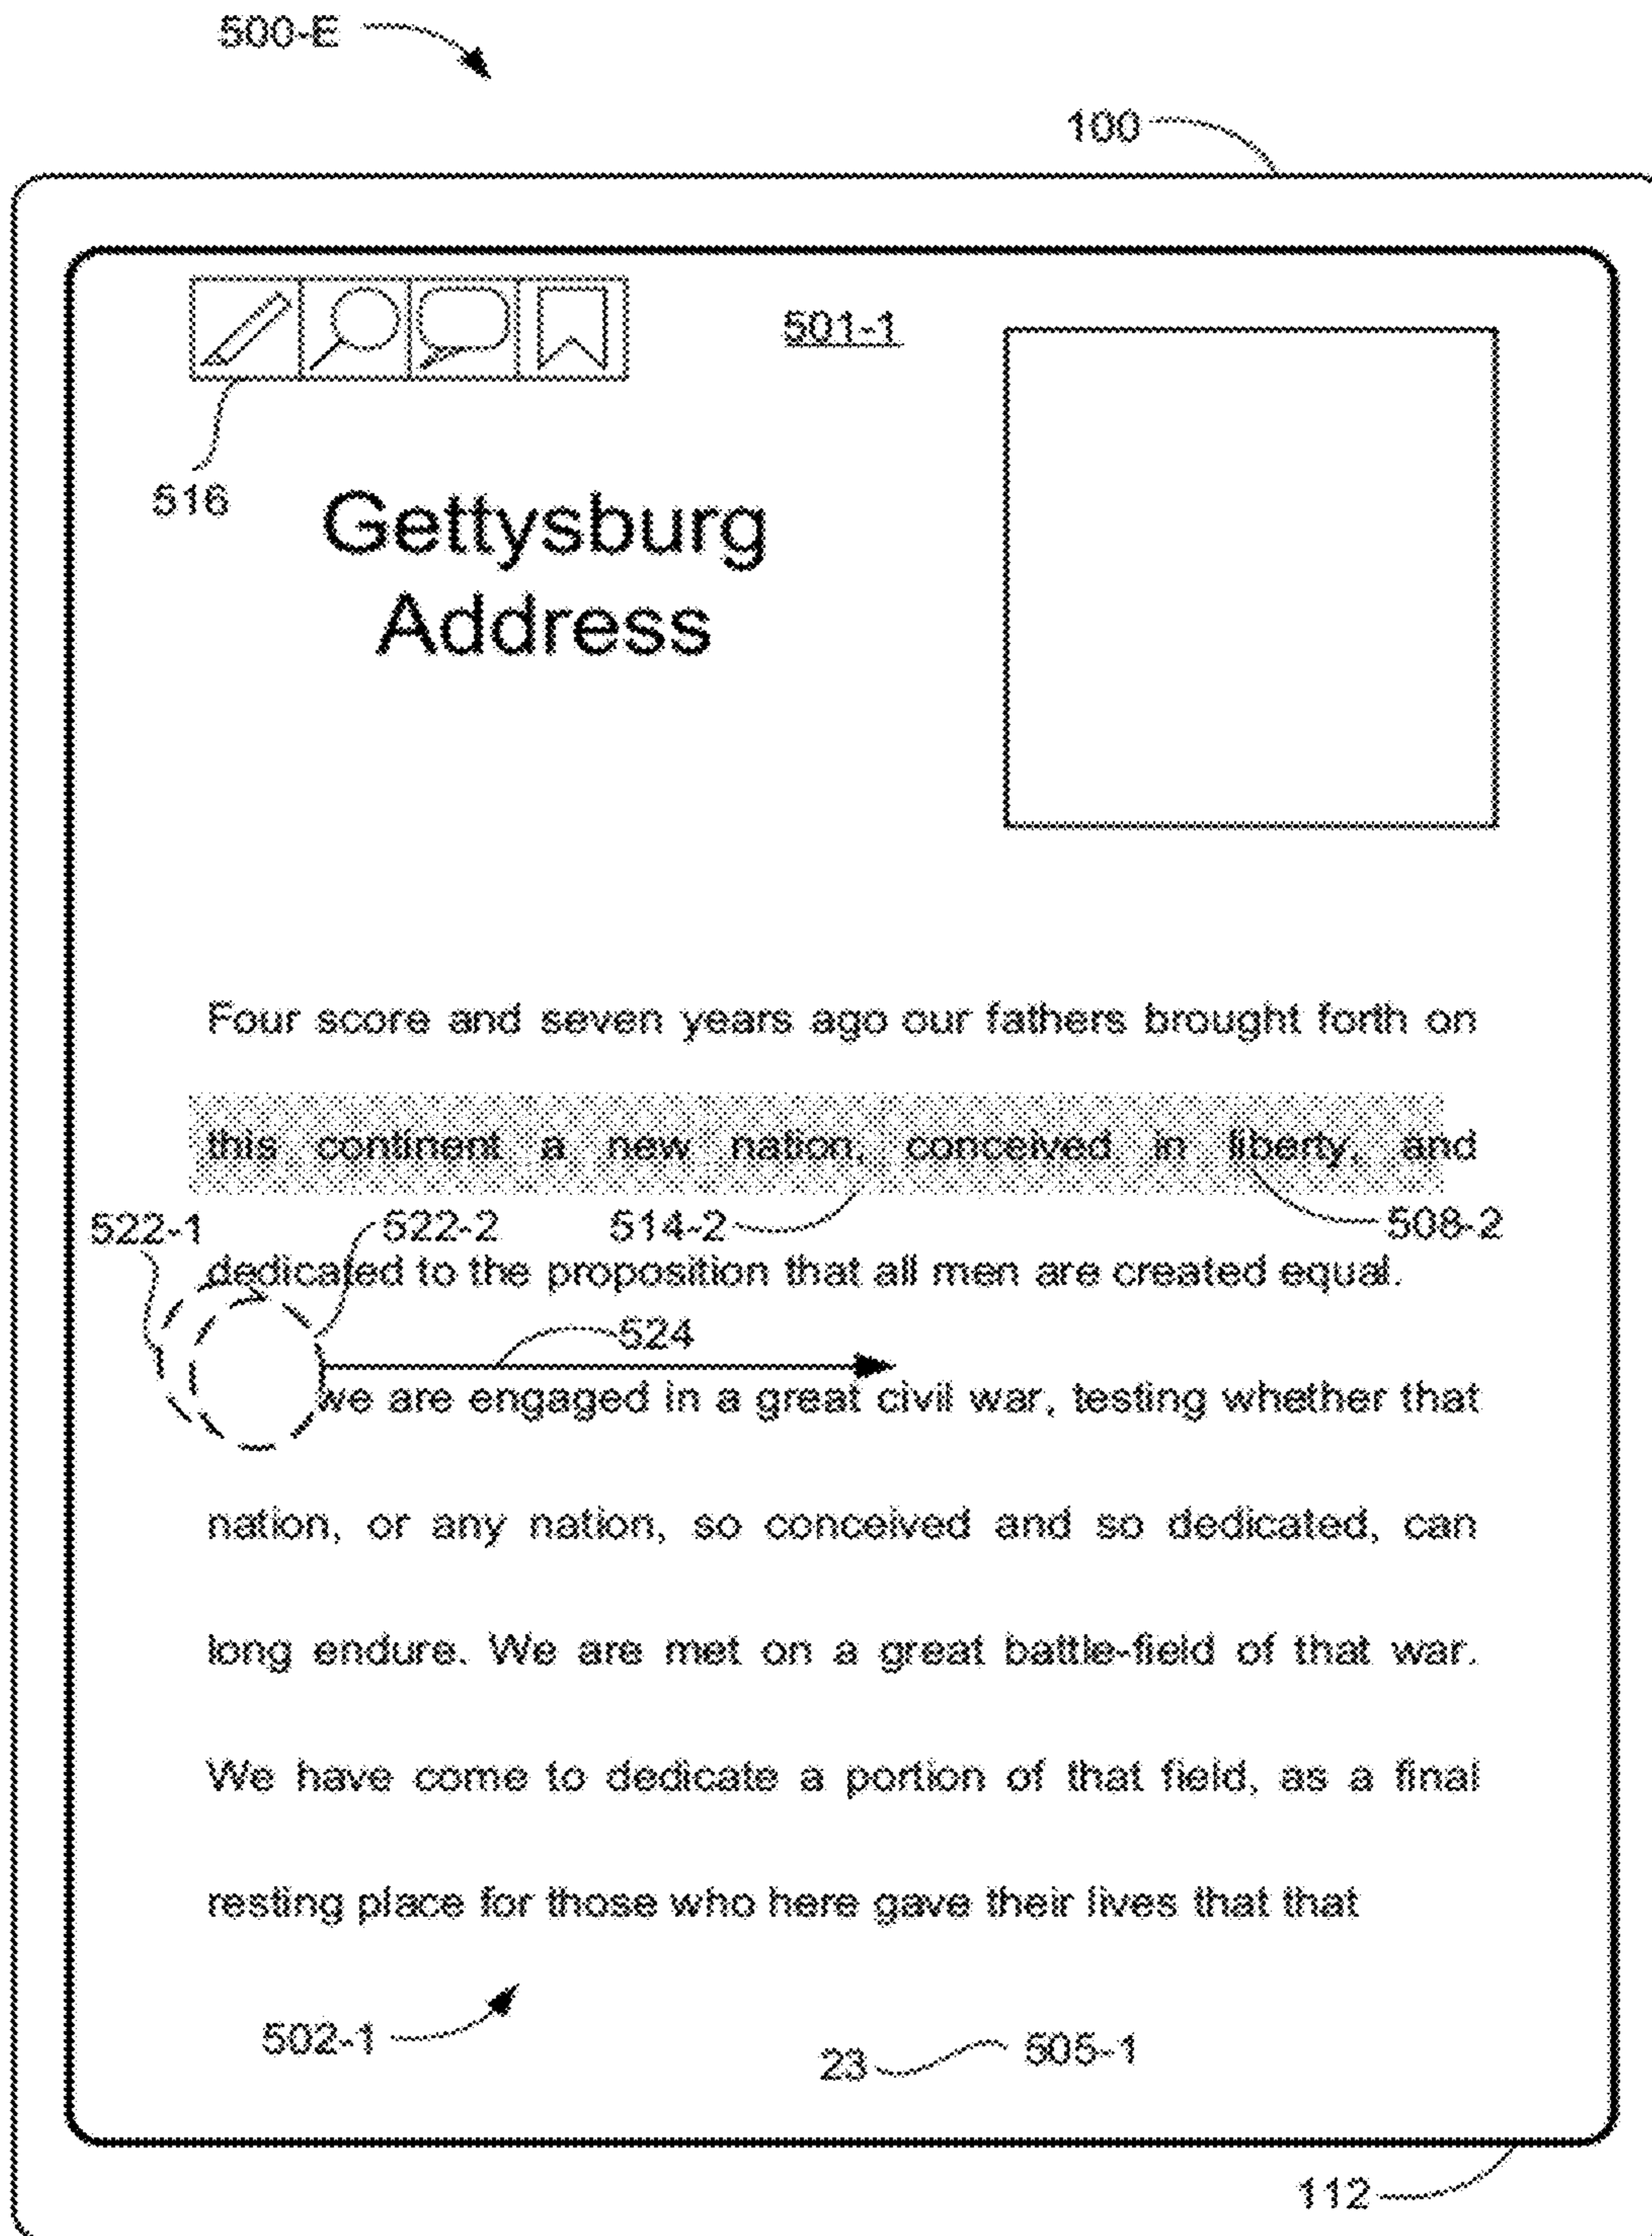 500-E
100
501-1
516
Gettysburg
Address
Four score and seven years ago our fathers brought forth on
this continent a new nation, conceived in liberty, and
522-1 522-2 514-2 508-2
dedicated to the proposition that all men are created equal.
524
we are engaged in a great civil war, testing whether that
nation, or any nation, so conceived and so dedicated, can
long endure. We are met on a great battle-field of that war.
We have come to dedicate a portion of that field, as a final
resting place for those who here gave their lives that that
502-1 23 505-1
112